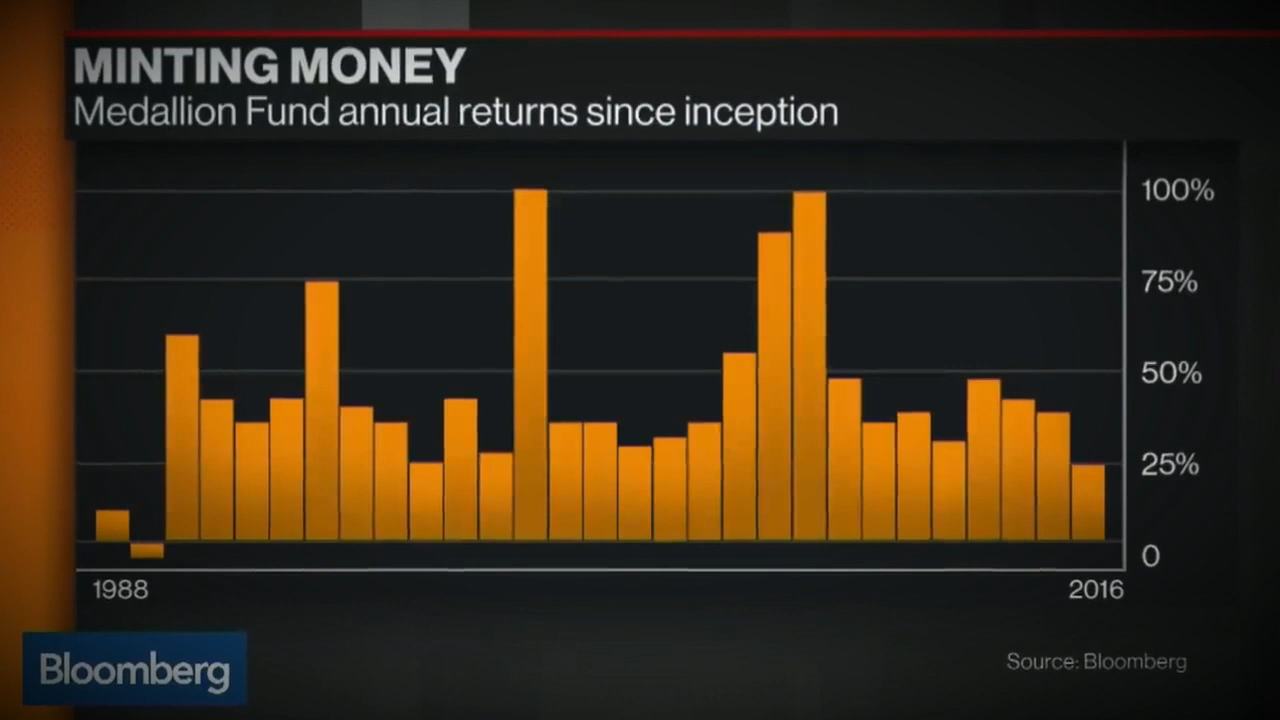 MINTING MONEY
Medallion Fund annual returns since inception
100%
75%
50%
25%
0
1988
2016
Bloomberg
Source: Bloomberg